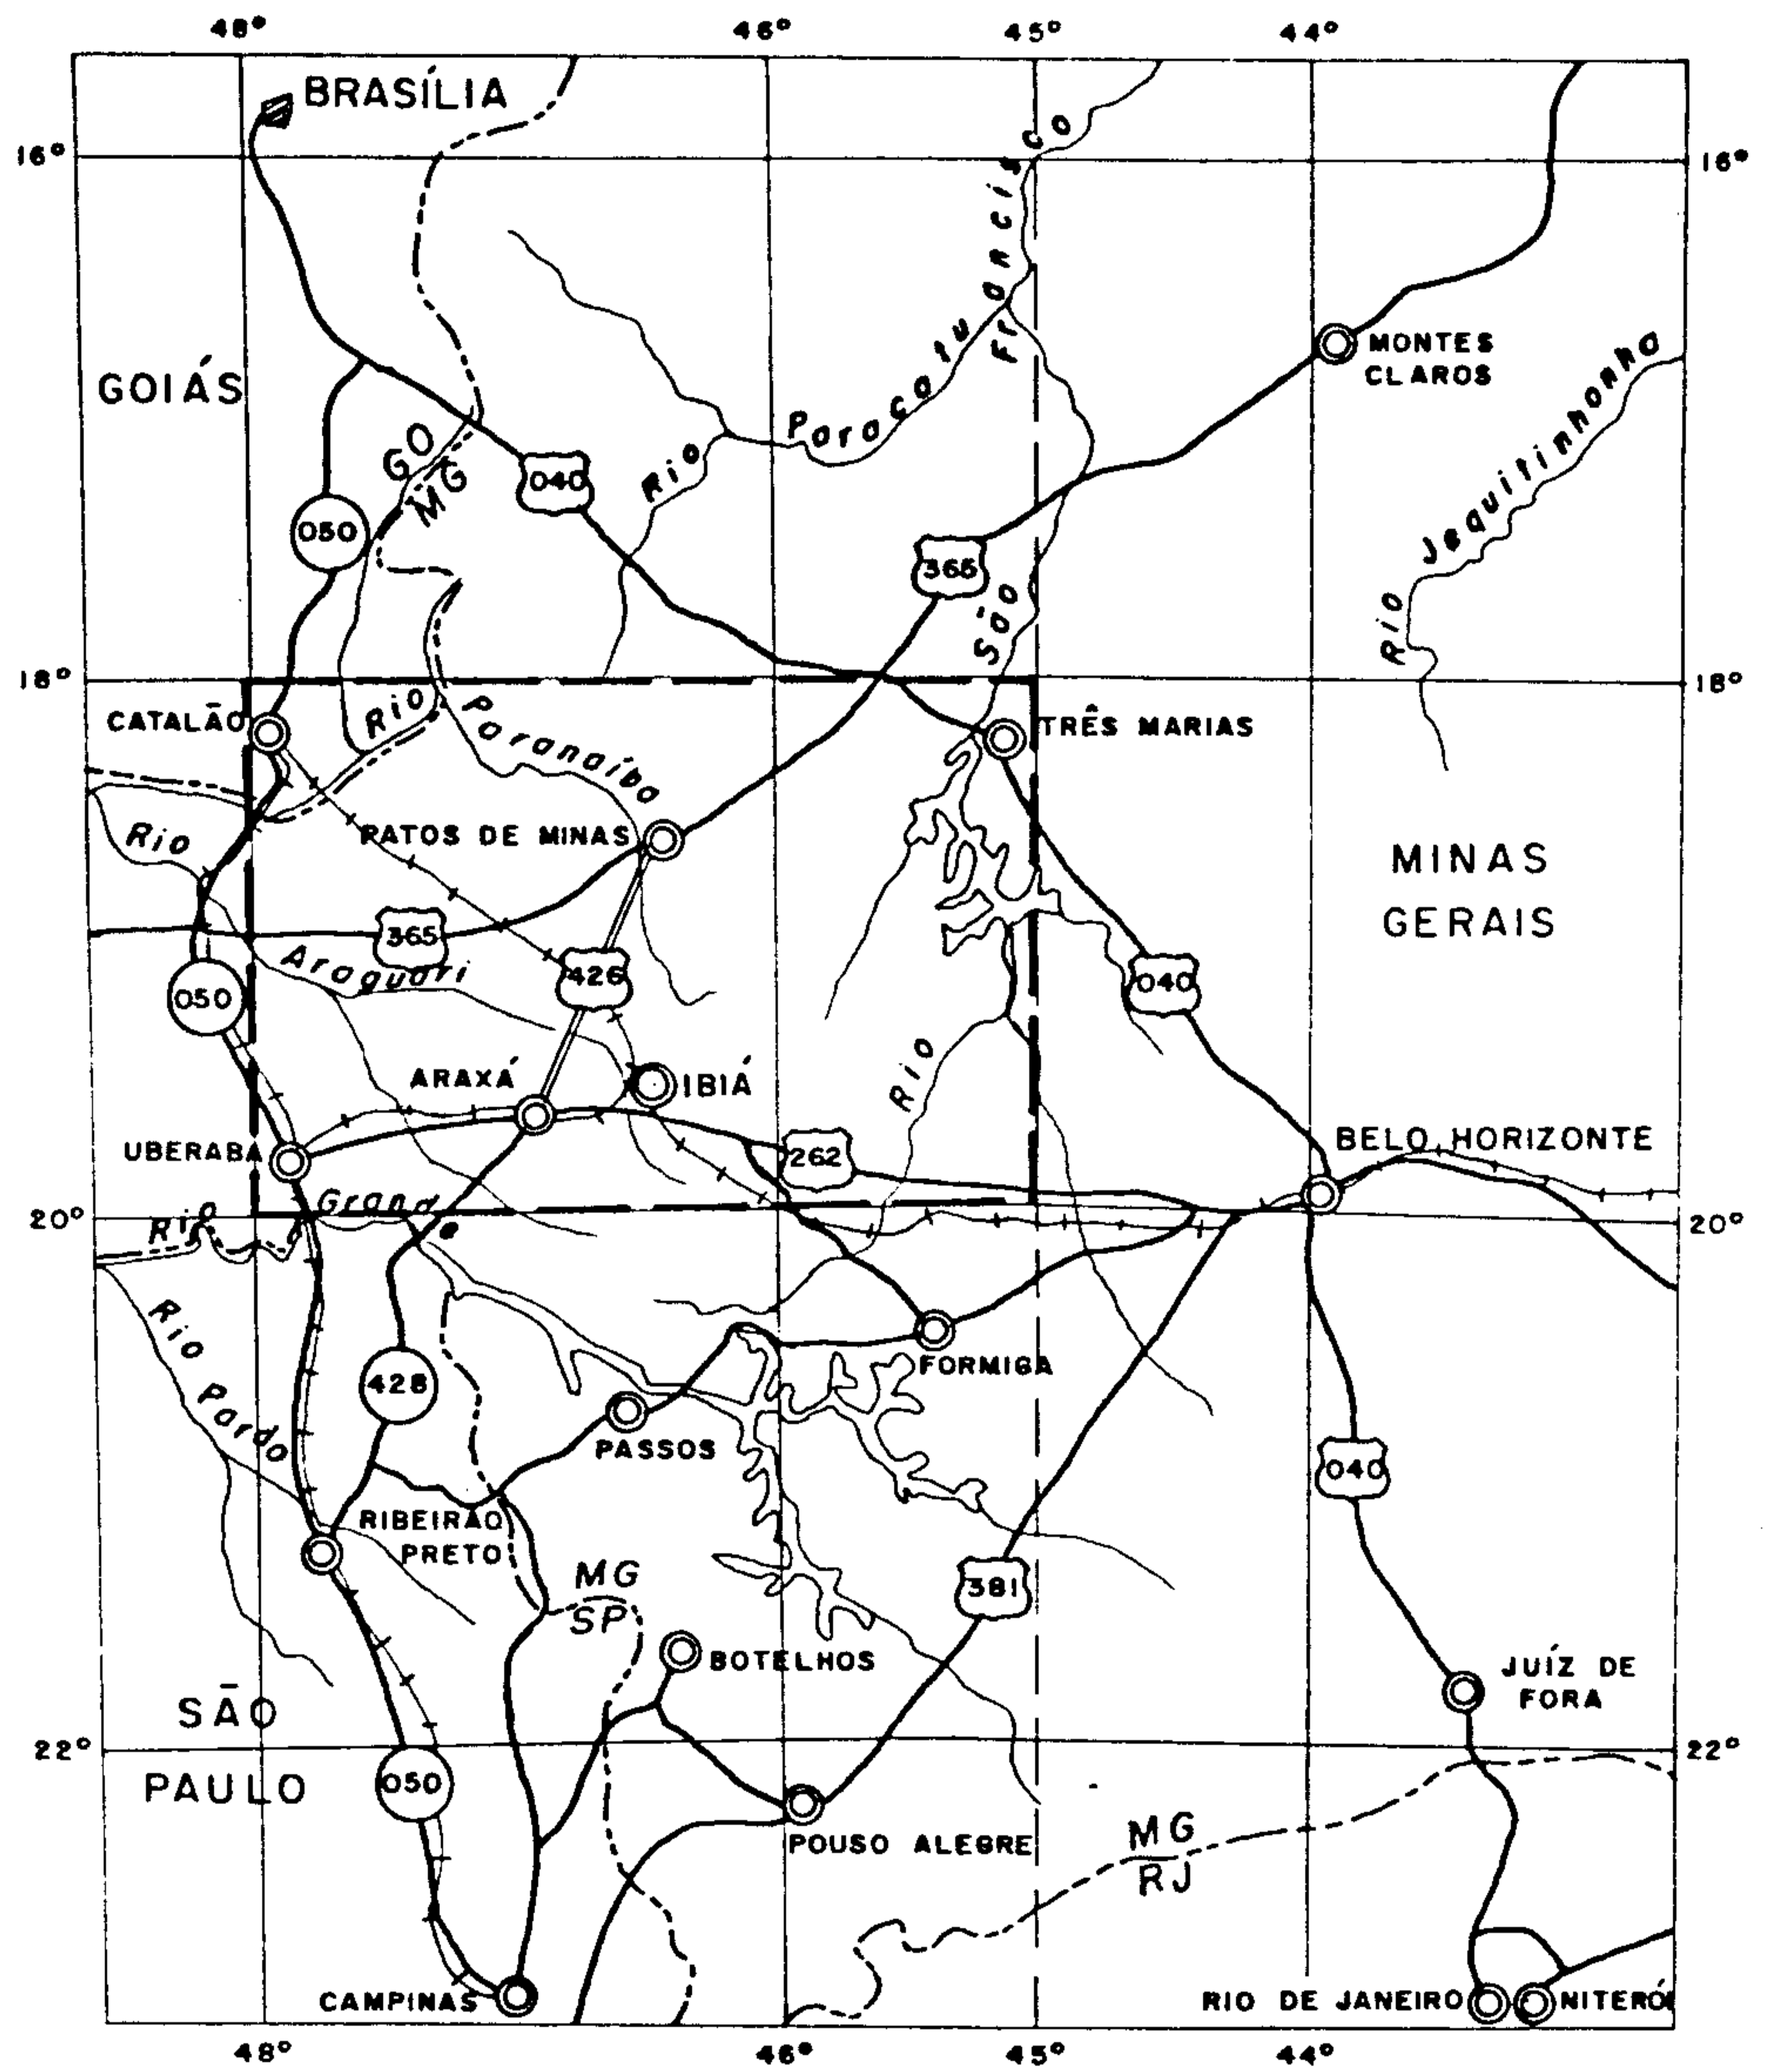 48° 46° 45° 44°
BRASÍLIA
16° 16°
São Francisco
MONTES
CLAROS
GOIÁS
Rio Paracatu
Rio Jequitinhonha
GO
MG
040
050
365
18° 18°
CATALÃO
Rio Paranaíba
TRÊS MARIAS
Rio
PATOS DE MINAS
MINAS
GERAIS
365
Araguari
426
050
040
Rio
ARAXÁ
IBIÁ
UBERABA
262
BELO HORIZONTE
Rio Grande
20° 20°
Rio Pardo
FORMIGA
428
PASSOS
040
RIBEIRÃO
PRETO
MG
SP
381
BOTELHOS
JUÍZ DE
FORA
SÃO
PAULO
22° 22°
050
POUSO ALEGRE
MG
RJ
CAMPINAS
RIO DE JANEIRO
NITERÓI
48° 46° 45° 44°